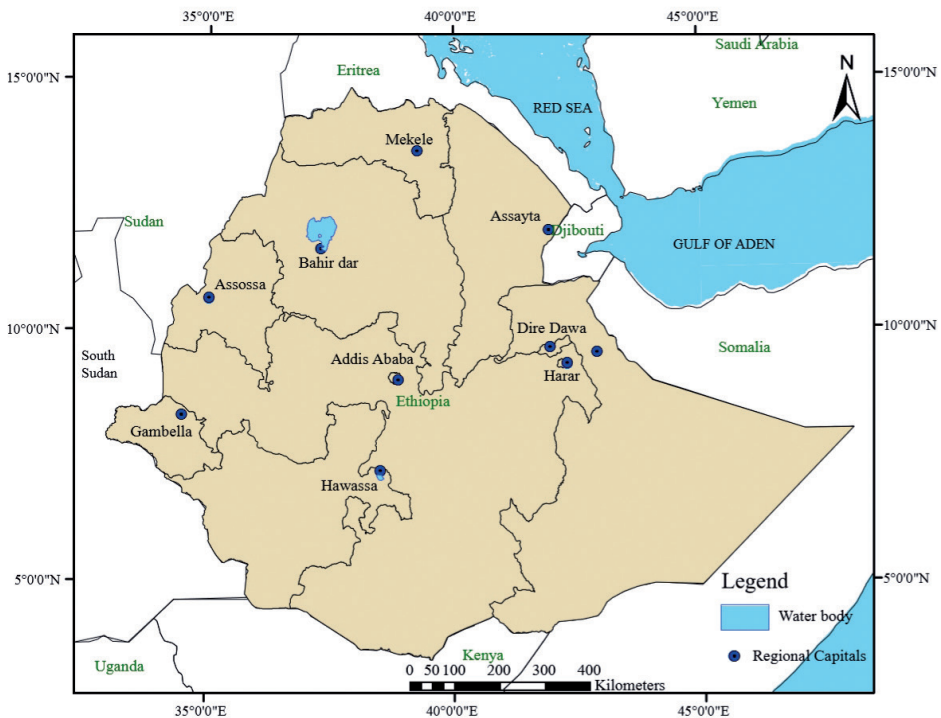 35°0'0"E
40°0'0"E
45°0'0"E
Saudi Arabia
N
15°0'0"N
15°0'0"N
Eritrea
Yemen
RED SEA
Mekele
Sudan
Assayta
Djibouti
GULF OF ADEN
Bahir dar
Assossa
10°0'0"N
10°0'0"N
Dire Dawa
Somalia
South
Sudan
Addis Ababa
Harar
Ethiopia
Gambella
Hawassa
5°0'0"N
5°0'0"N
Legend
Water body
Regional Capitals
Uganda
Kenya
0 50 100 200 300 400
Kilometers
35°0'0"E
40°0'0"E
45°0'0"E